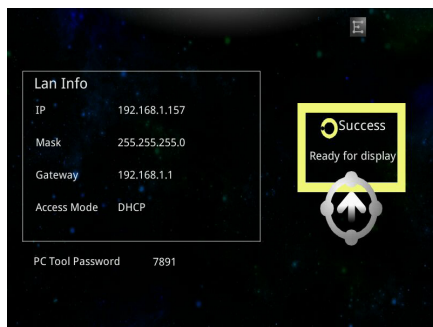 Lan Info
IP 192.168.1.157
Mask 255.255.255.0
Gateway 192.168.1.1
Access Mode DHCP
PC Tool Password 7891
Success
Ready for display